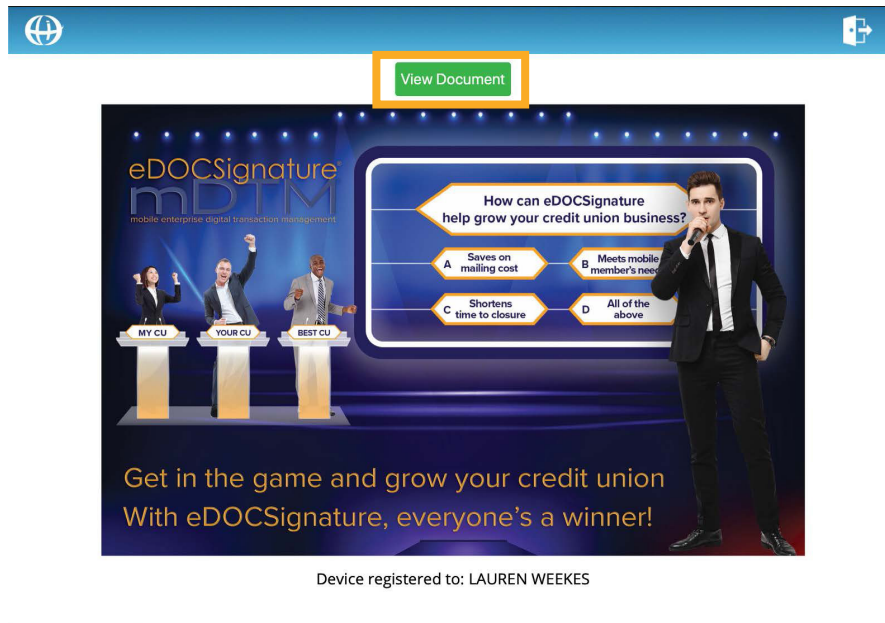 View Document
eDOCSignature®
mDTM
mobile enterprise digital transaction management
How can eDOCSignature
help grow your credit union business?
A Saves on
mailing cost
B Meets mobile
member's
C Shortens
time to closure
D All of the
above
MY CU
YOUR CU
BEST CU
Get in the game and grow your credit union
With eDOCSignature, everyone's a winner!
Device registered to: LAUREN WEEKES